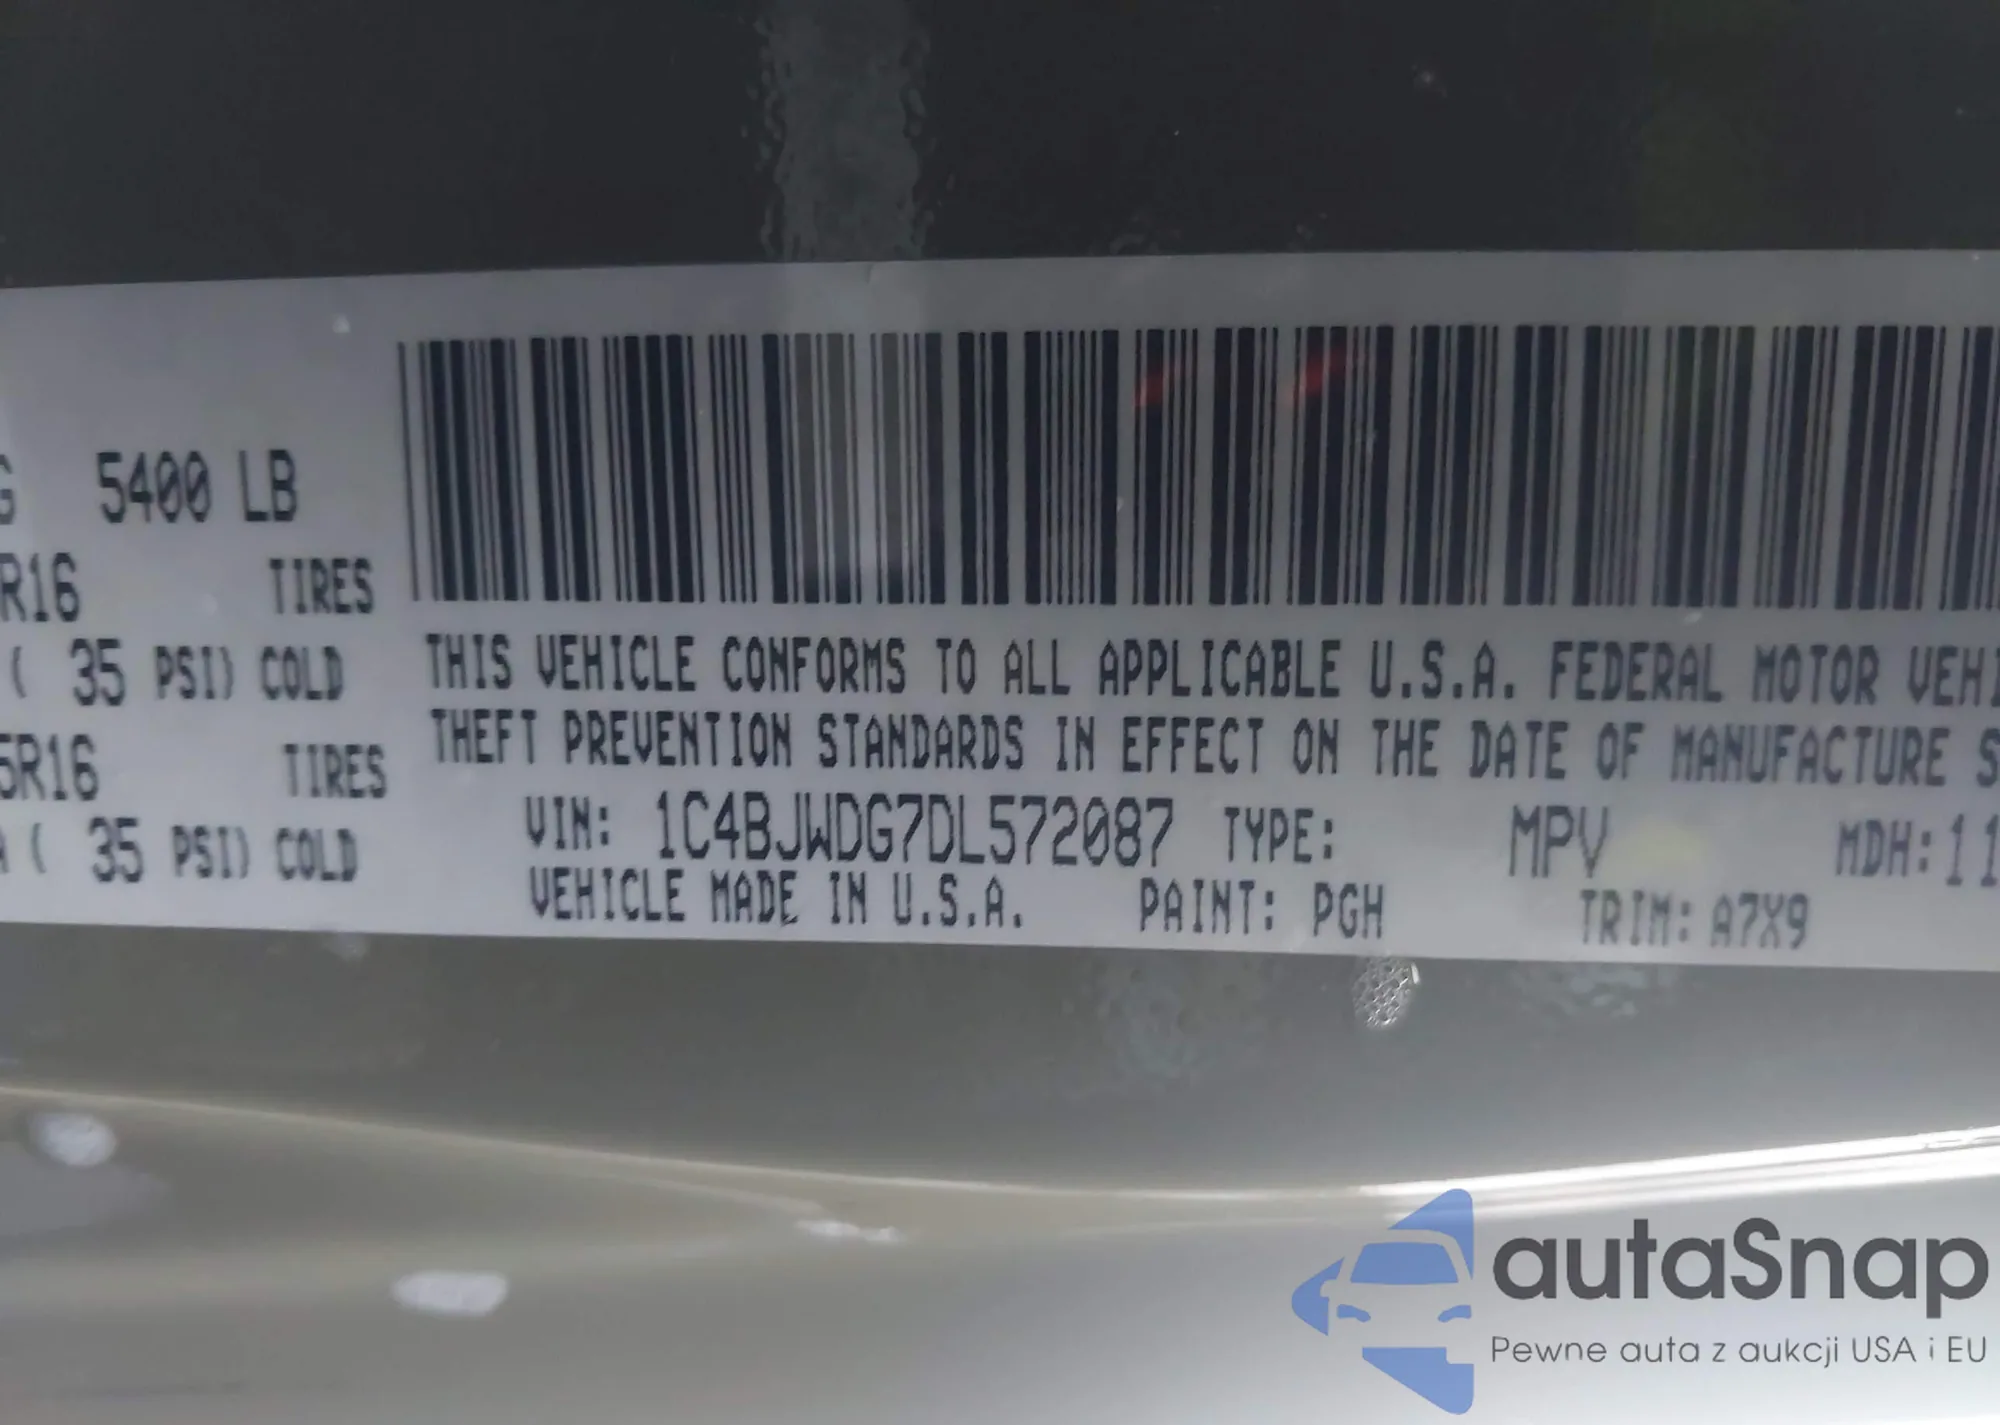 G 5400 LB
R16 TIRES
( 35 PSI) COLD
5R16 TIRES
A ( 35 PSI) COLD
THIS VEHICLE CONFORMS TO ALL APPLICABLE U.S.A. FEDERAL MOTOR VEHI
THEFT PREVENTION STANDARDS IN EFFECT ON THE DATE OF MANUFACTURE S
VIN: 1C4BJWDG7DL572087 TYPE: MPV MDH: 11
VEHICLE MADE IN U.S.A. PAINT: PGH TRIM: A7X9
autaSnap
Pewne auta z aukcji USA i EU